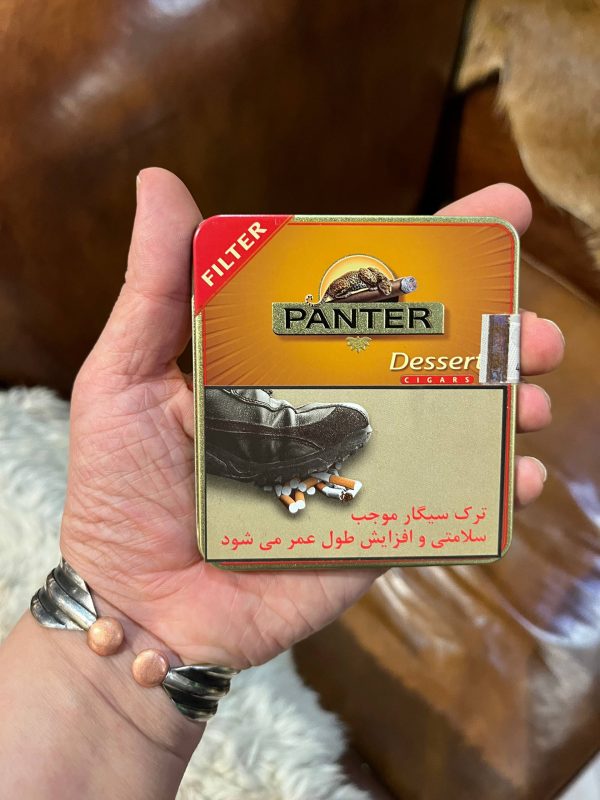 FILTER
PANTER
Dessert
CIGARS
ترک سیگار موجب
سلامتی و افزایش طول عمر می شود